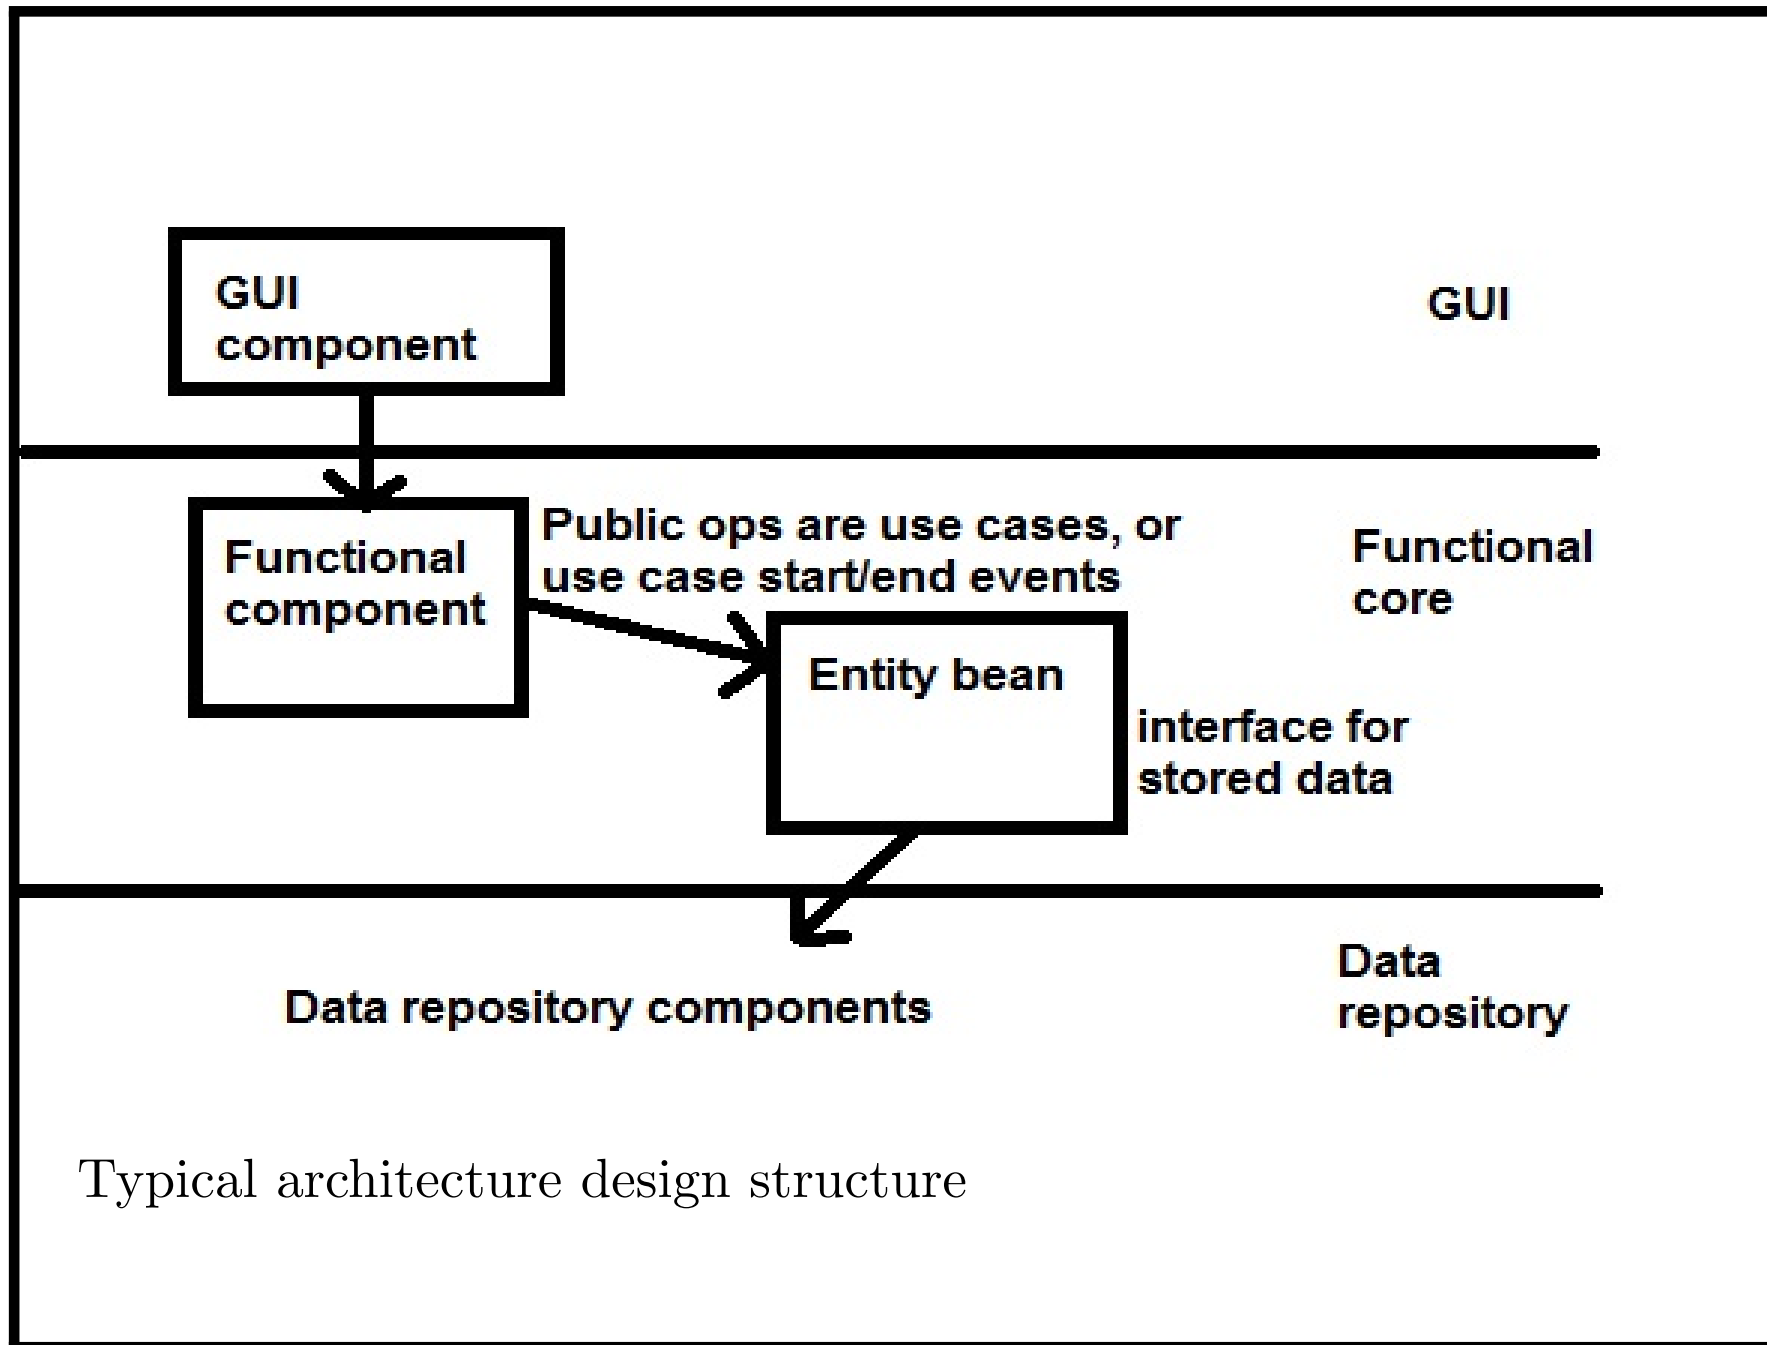 GUI
component
GUI
Functional
component
Public ops are use cases, or
use case start/end events
Functional
core
Entity bean
interface for
stored data
Data repository components
Data
repository
Typical architecture design structure